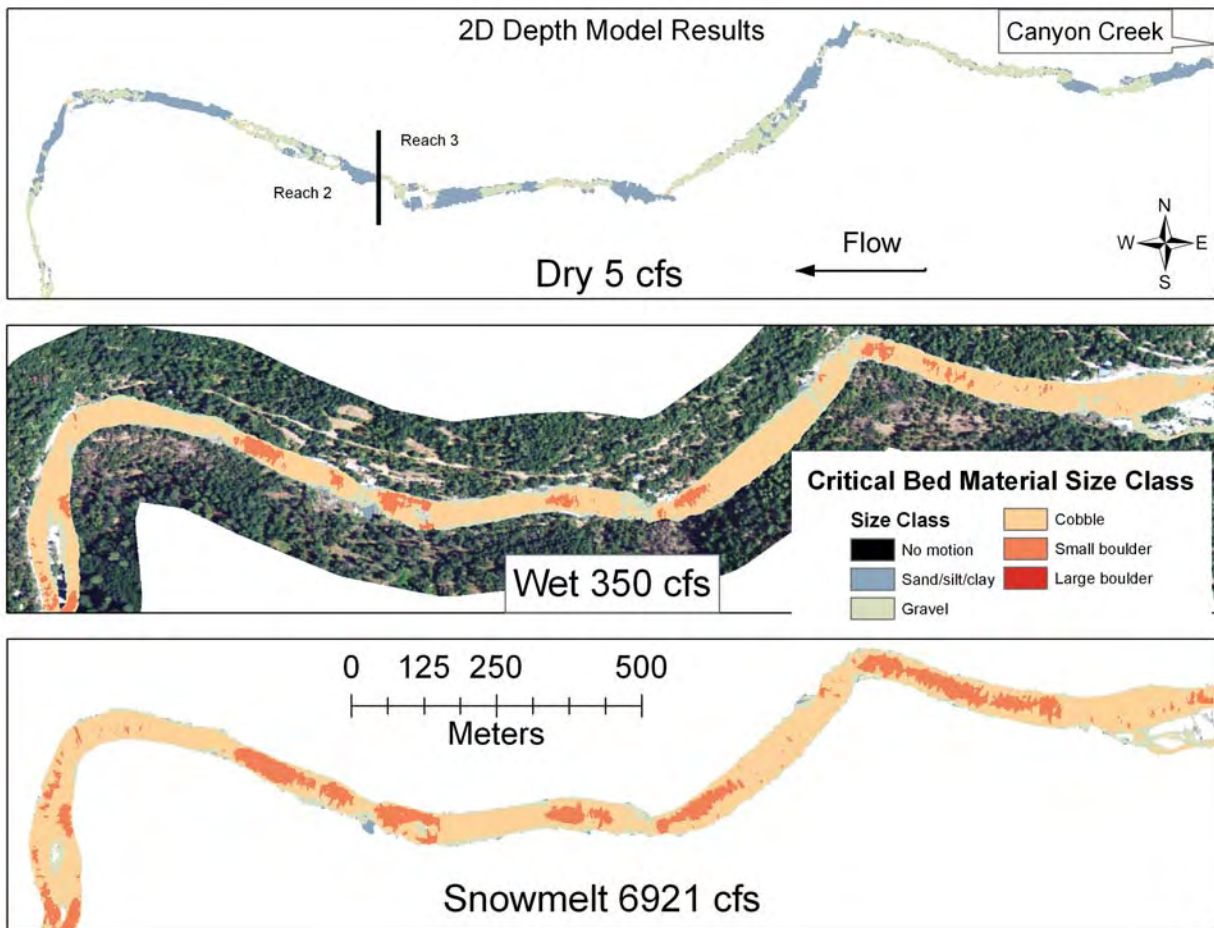 2D Depth Model Results
Canyon Creek
Reach 3
Reach 2
N
W E
S
Flow
Dry 5 cfs
Critical Bed Material Size Class
Size Class
No motion
Sand/silt/clay
Gravel
Cobble
Small boulder
Large boulder
Wet 350 cfs
0 125 250 500
Meters
Snowmelt 6921 cfs